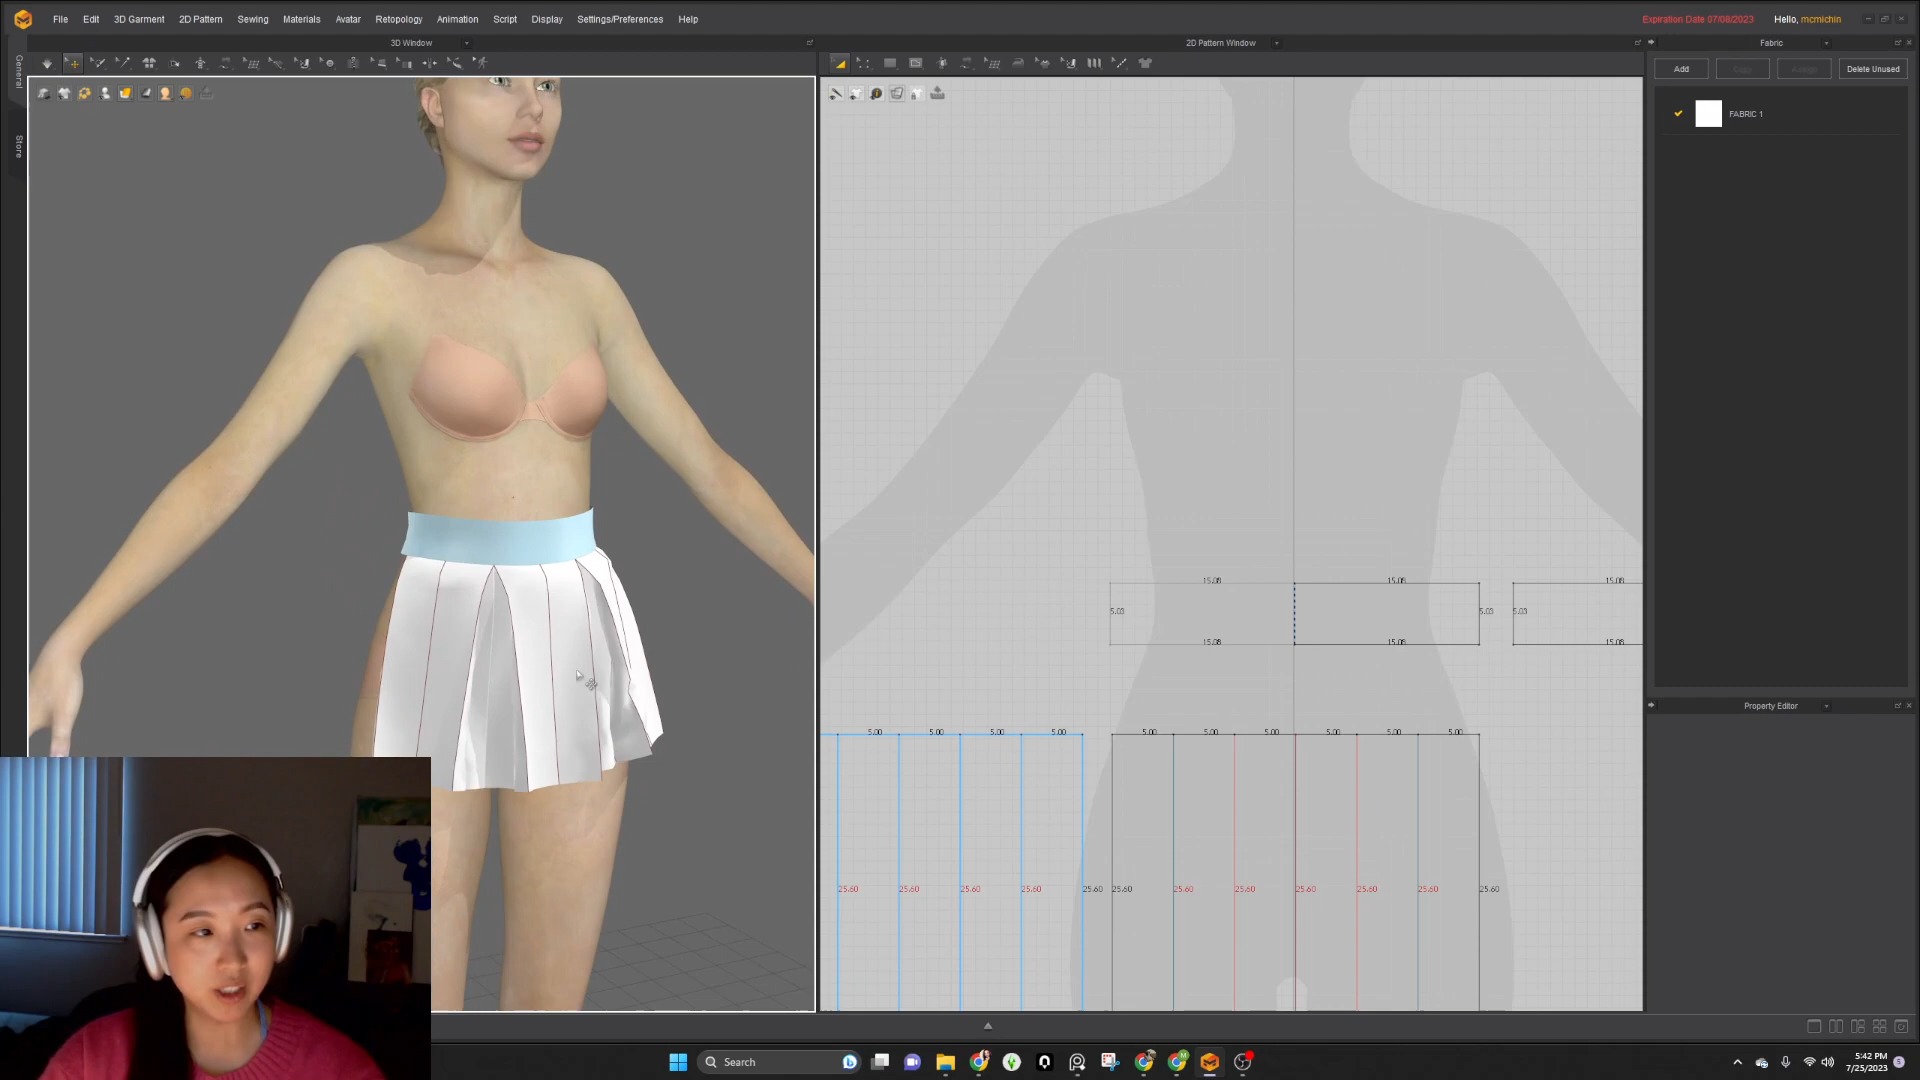 File Edit 3D Garment 2D Pattern Sewing Materials Avatar Retopology Animation Script Display Settings/Preferences Help
Expiration Date 07/08/2023 Hello, mcmichin
3D Window
2D Pattern Window
Fabric
General
Store
Add
Delete Unused
FABRIC 1
15.08
15.08
15.08
5.03
5.03
5.03
15.08
15.08
15.08
Property Editor
5.00 5.00 5.00 5.00 5.00 5.00 5.00 5.00 5.00 5.00
25.60 25.60 25.60 25.60 25.60 25.60 25.60 25.60 25.60 25.60 25.60 25.60
Search
5:42 PM
7/25/2023